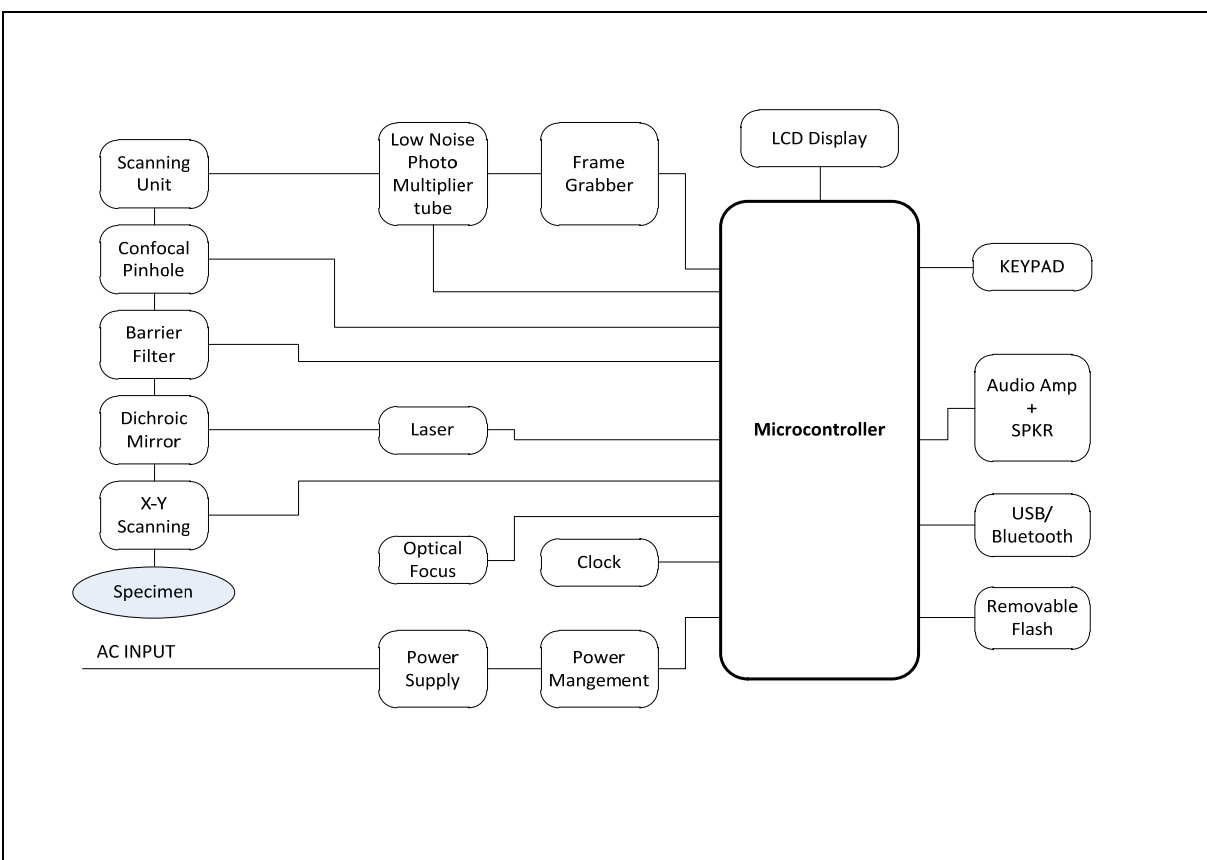 Scanning
Unit
Confocal
Pinhole
Barrier
Filter
Dichroic
Mirror
X-Y
Scanning
Specimen
AC INPUT
Low Noise
Photo
Multiplier
tube
Frame
Grabber
Laser
Optical
Focus
Clock
Power
Supply
Power
Mangement
LCD Display
Microcontroller
KEYPAD
Audio Amp
+
SPKR
USB/
Bluetooth
Removable
Flash